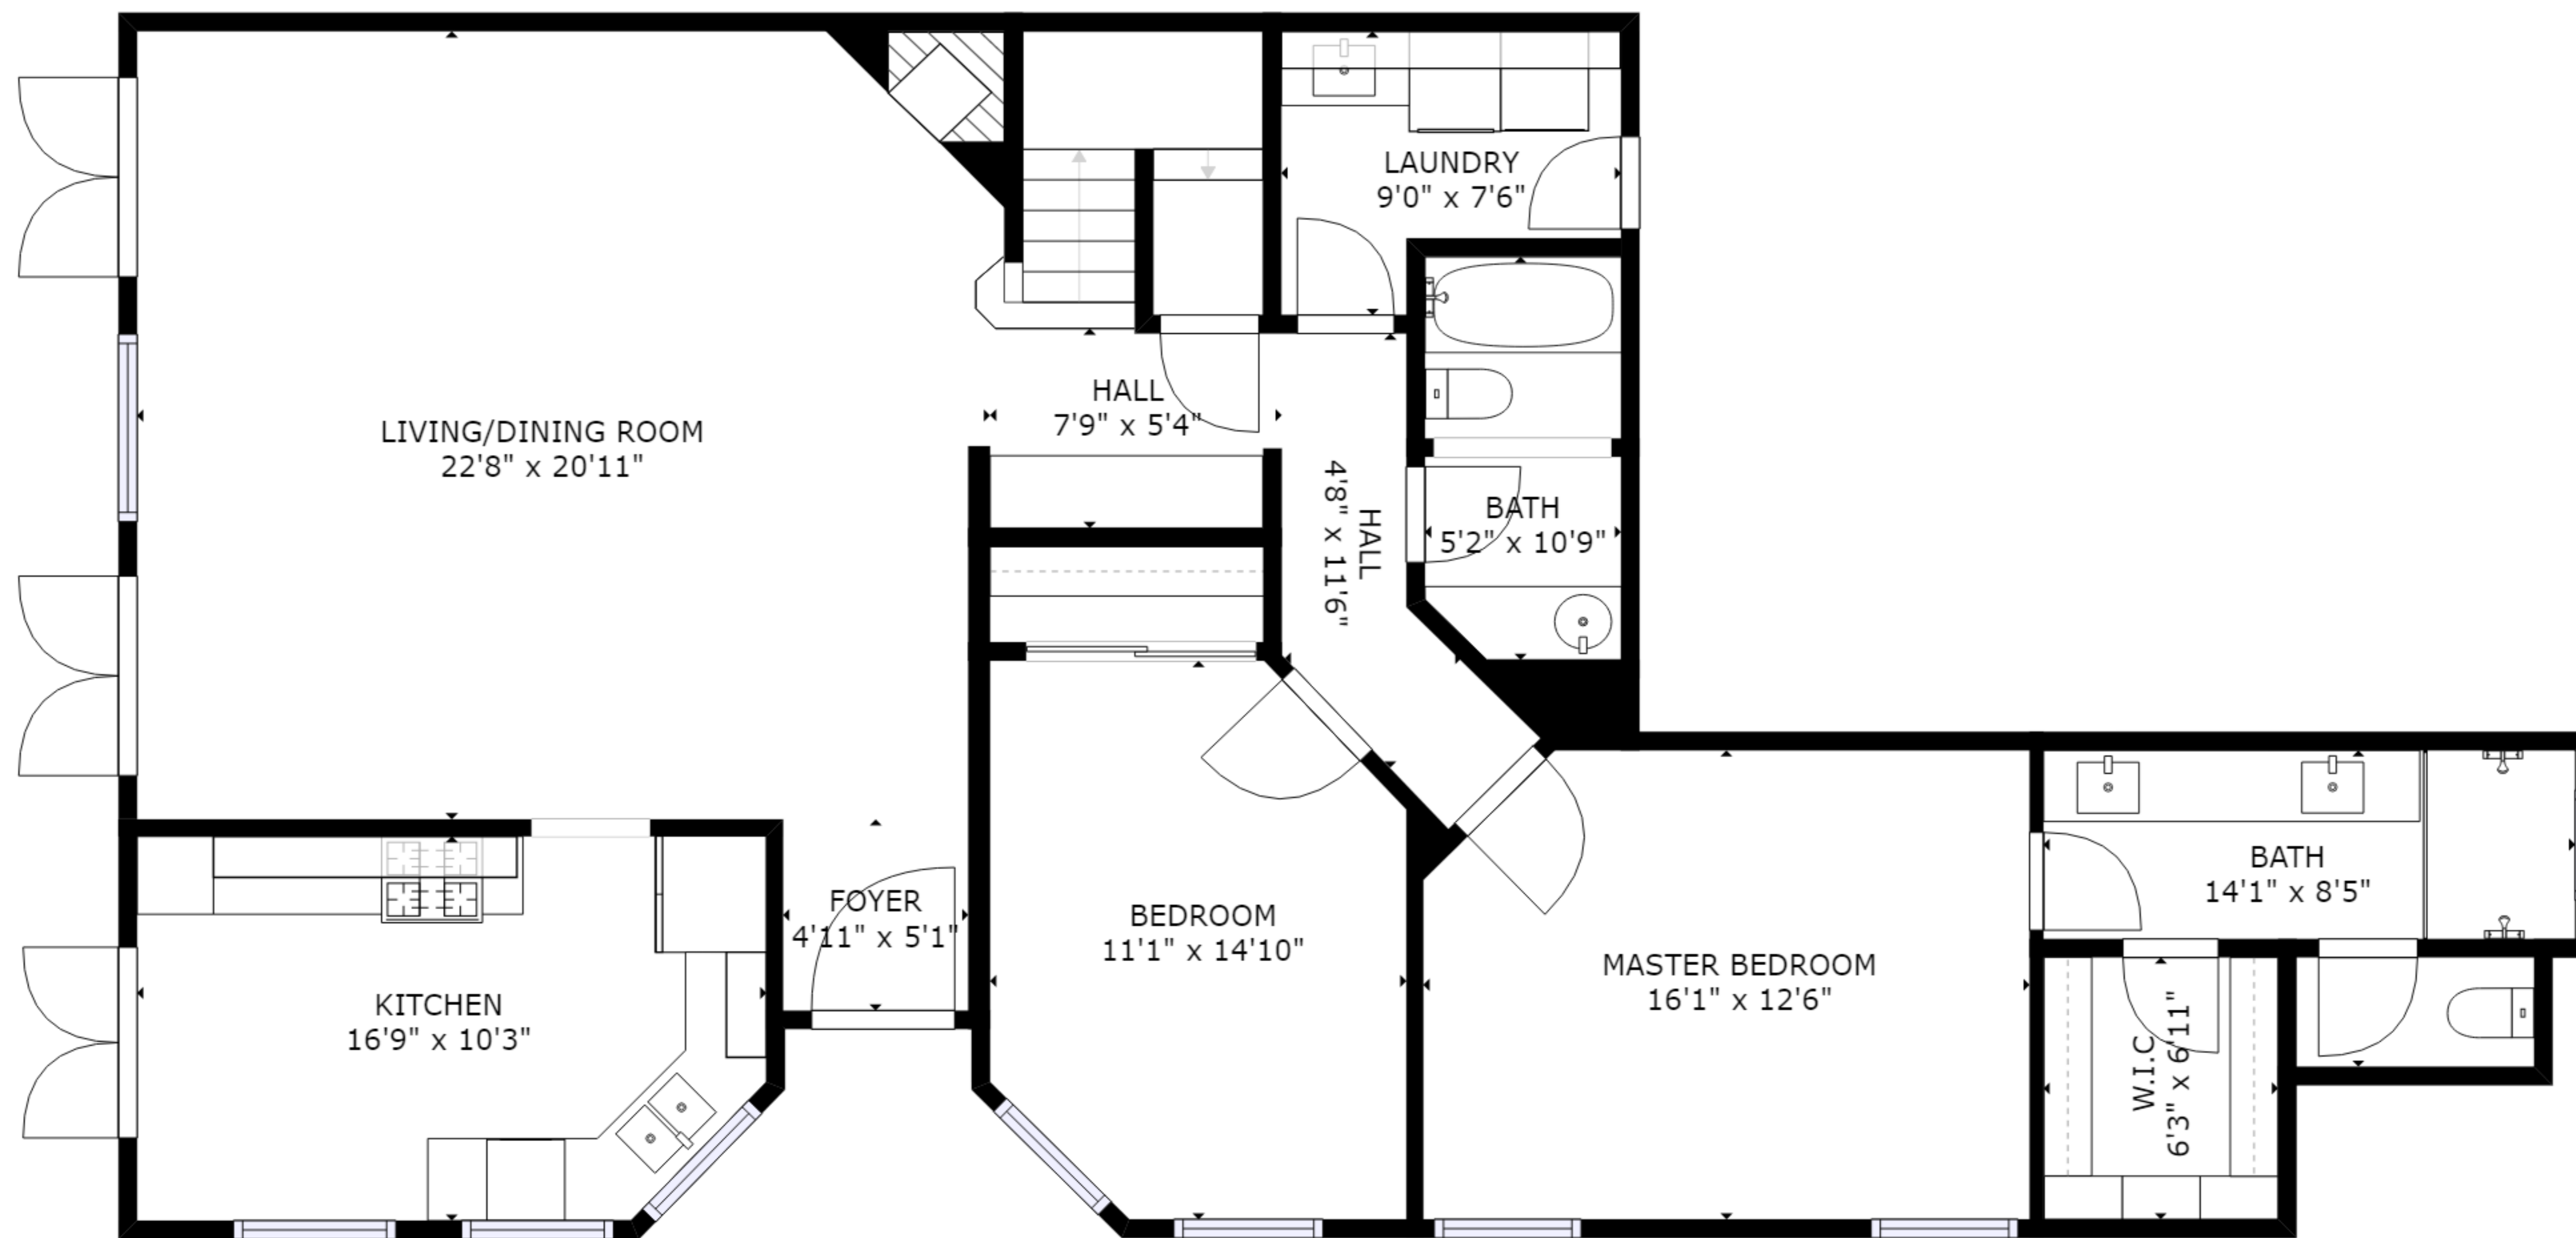 LAUNDRY
9'0" x 7'6"
HALL
7'9" x 5'4"
LIVING/DINING ROOM
22'8" x 20'11"
HALL
4'8" x 11'6"
BATH
5'2" x 10'9"
BATH
14'1" x 8'5"
FOYER
4'11" x 5'1"
BEDROOM
11'1" x 14'10"
MASTER BEDROOM
16'1" x 12'6"
KITCHEN
16'9" x 10'3"
W.I.C
6'3" x 6'11"